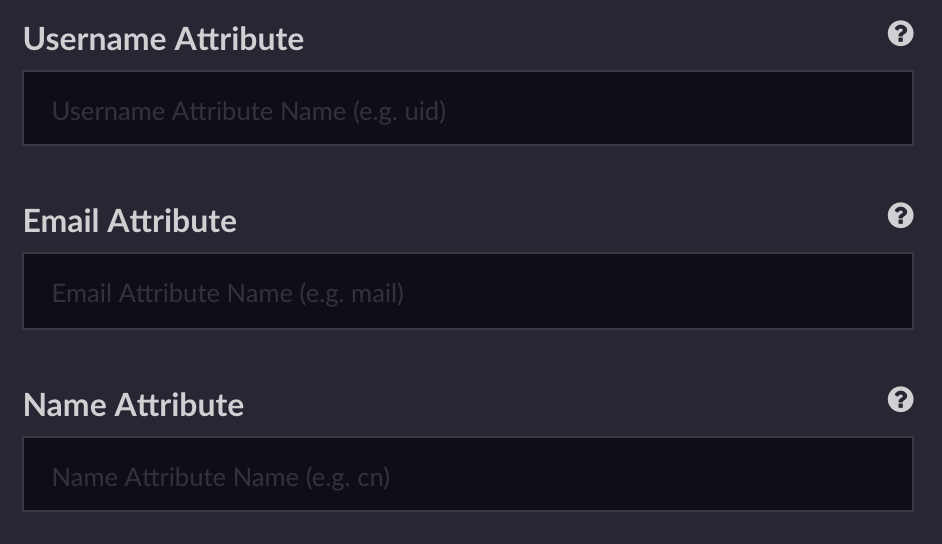 Username Attribute
Username Attribute Name (e.g. uid)
Email Attribute
Email Attribute Name (e.g. mail)
Name Attribute
Name Attribute Name (e.g. cn)